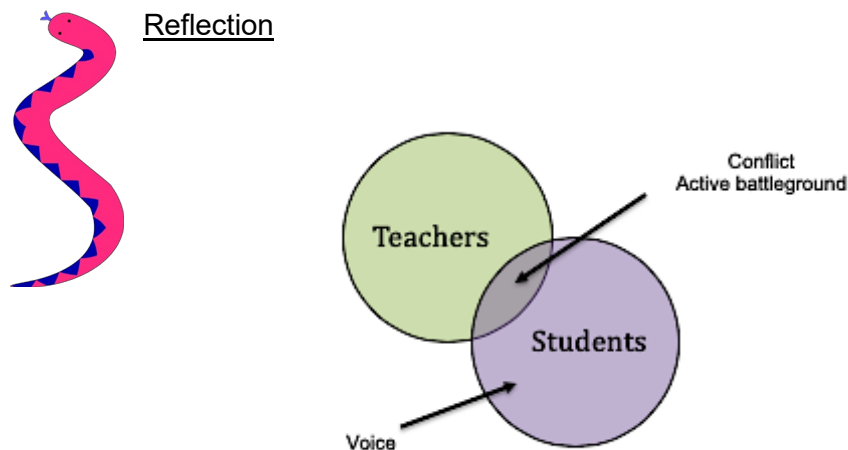 Reflection
Conflict
Active battleground
Teachers
Students
Voice